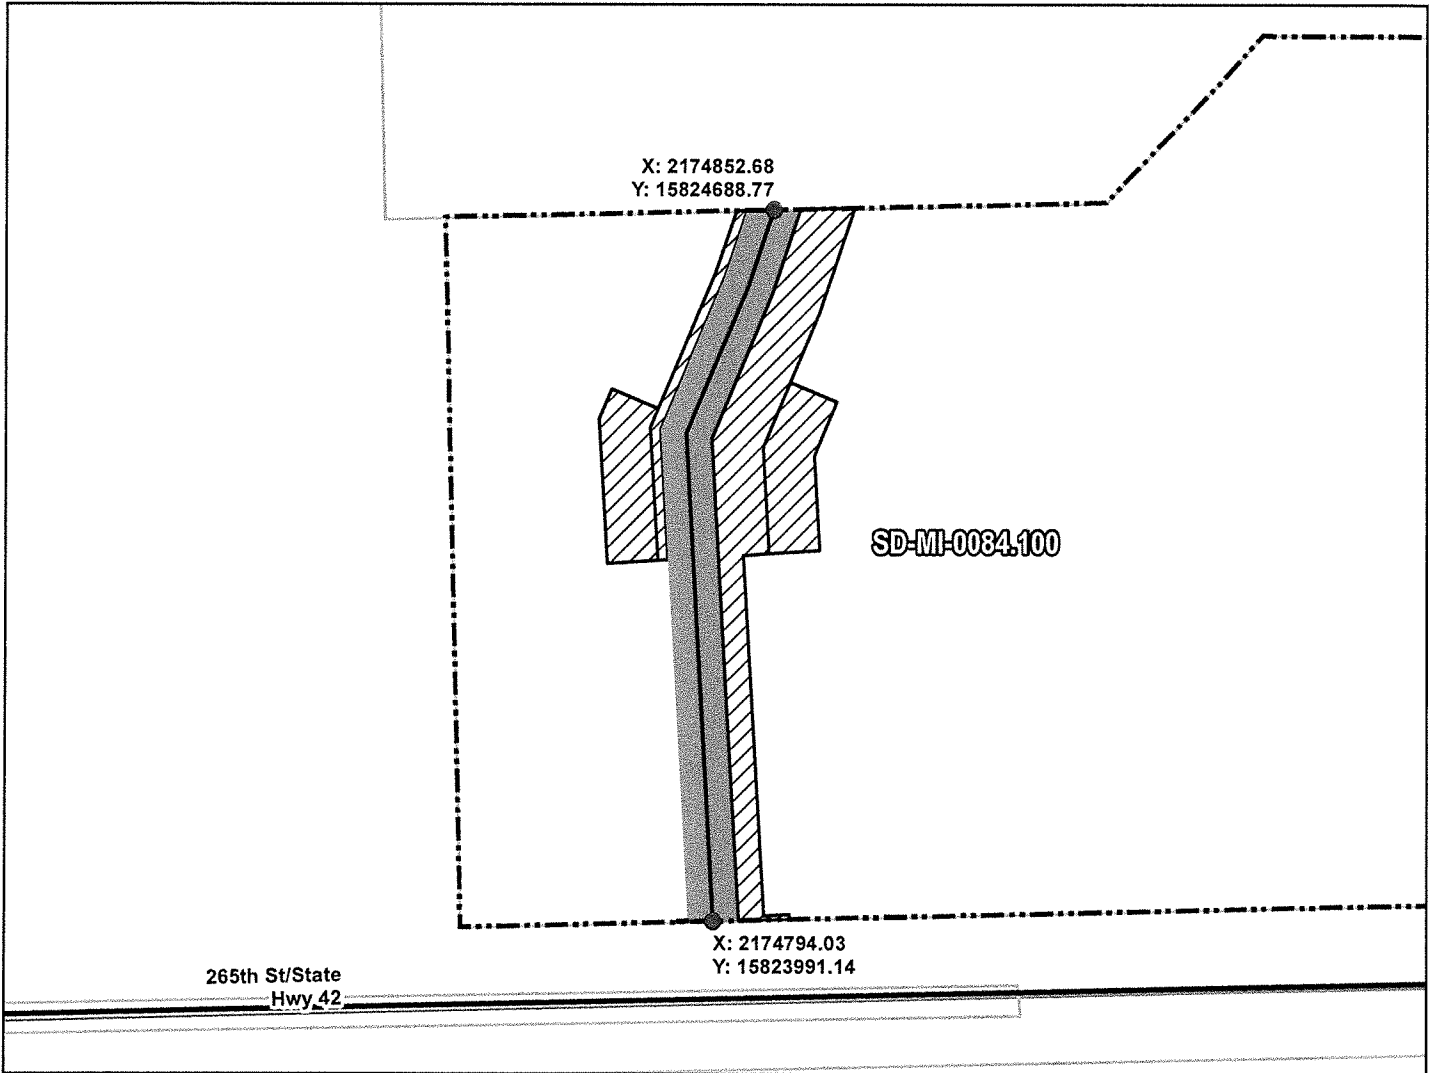 X: 2174852.68
Y: 15824688.77
SD-MI-0084.100
X: 2174794.03
Y: 15823991.14
265th St/State
Hwy 42